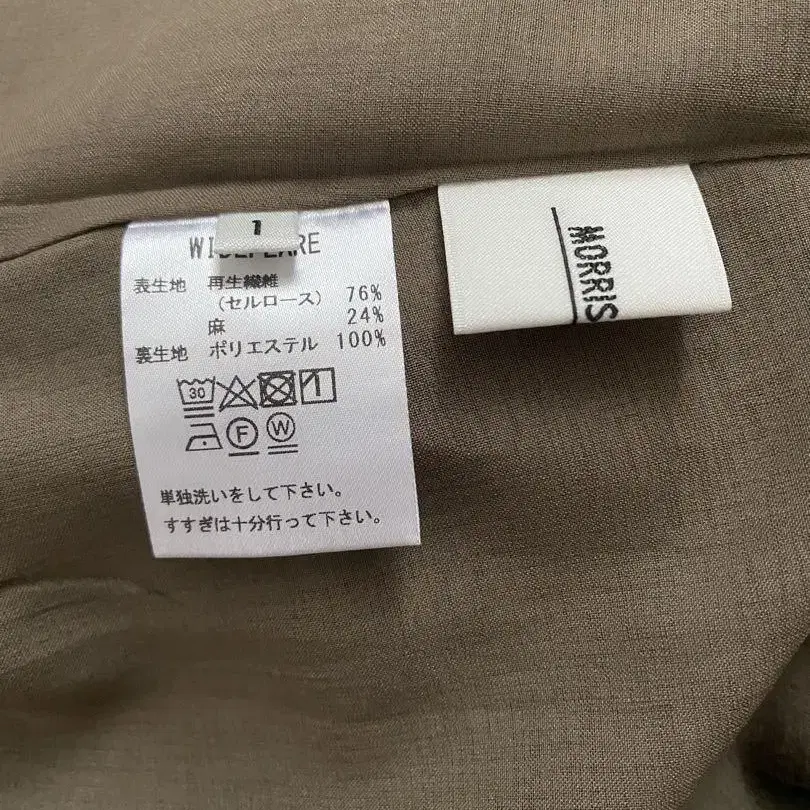 1
表生地 再生繊維
(セルロース) 76%
麻 24%
裏生地 ポリエステル 100%
30
F W
単独洗いをして下さい。
すすぎは十分行って下さい。
MORRIS